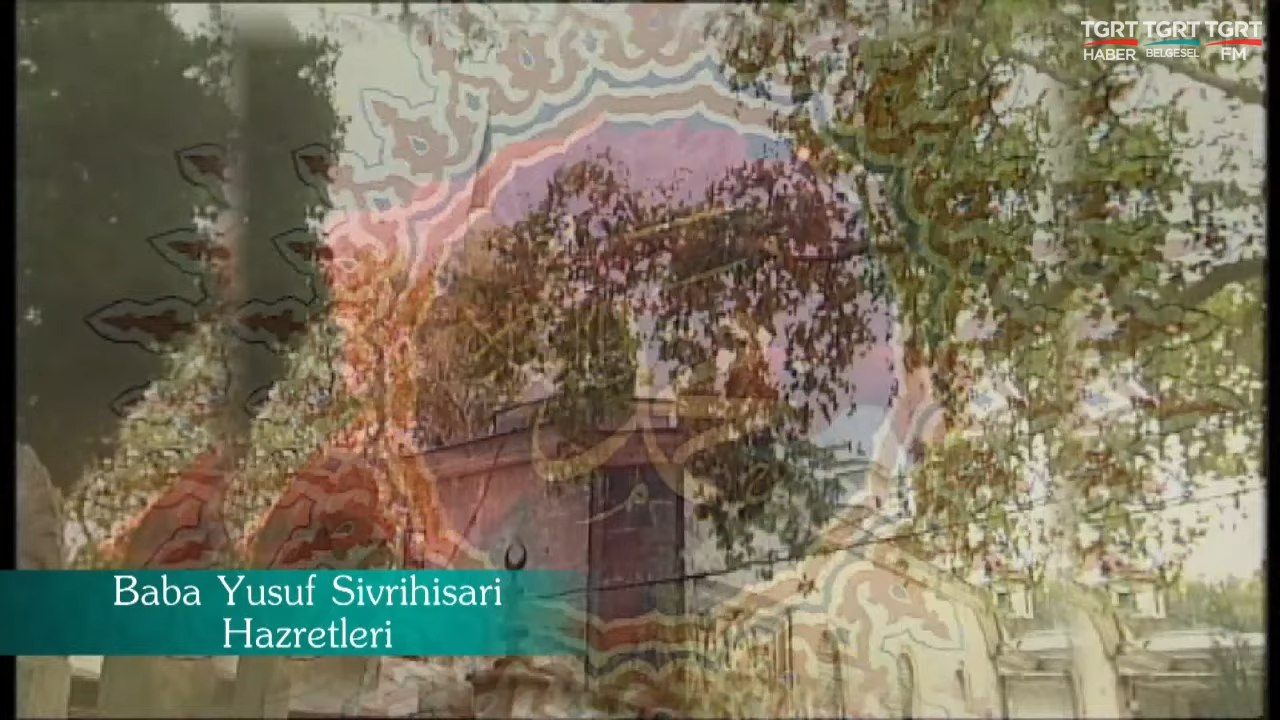 TGRT TGRT TGRT
HABER BELGESEL FM
Baba Yusuf Sivrihisari
Hazretleri